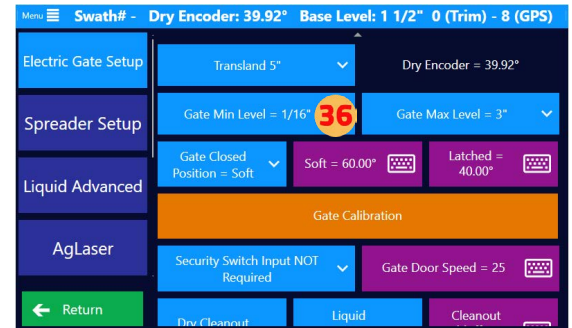 Menu Swath# - Dry Encoder: 39.92° Base Level: 1 1/2" 0 (Trim) - 8 (GPS)
Electric Gate Setup
Transland 5"
Dry Encoder = 39.92°
Spreader Setup
Gate Min Level = 1/16"
36
Gate Max Level = 3"
Gate Closed
Position = Soft
Soft = 60.00°
Latched =
40.00°
Liquid Advanced
Gate Calibration
AgLaser
Security Switch Input NOT
Required
Gate Door Speed = 25
Return
Dry Cleanout
Liquid
Cleanout